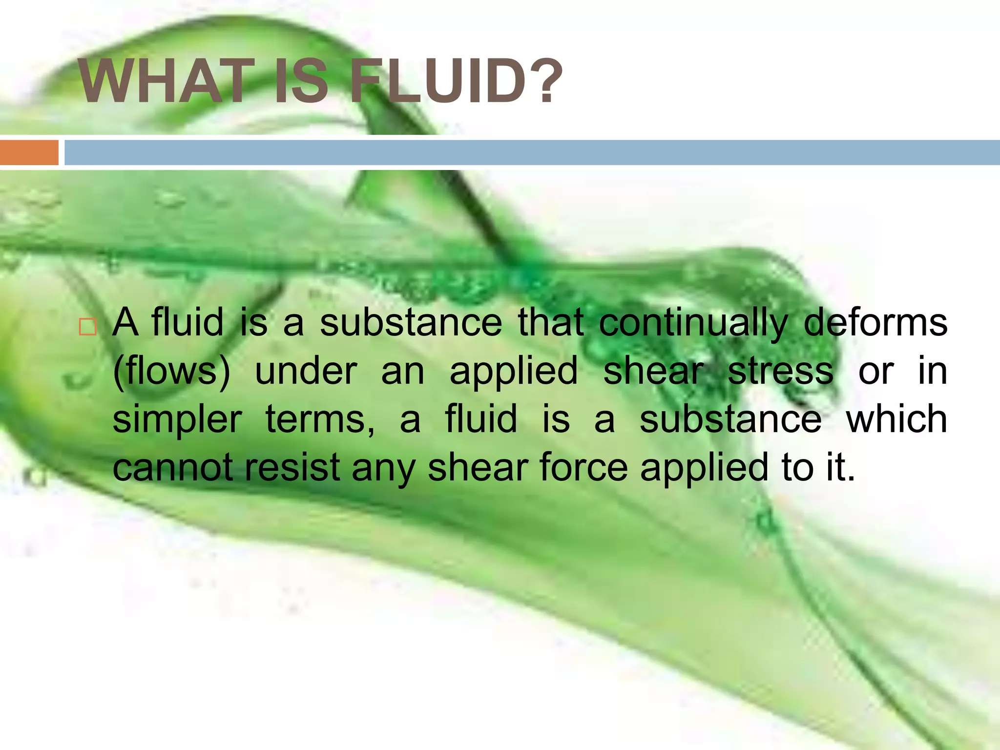 WHAT IS FLUID?
A fluid is a substance that continually deforms
(flows) under an applied shear stress or in
simpler terms, a fluid is a substance which
cannot resist any shear force applied to it.